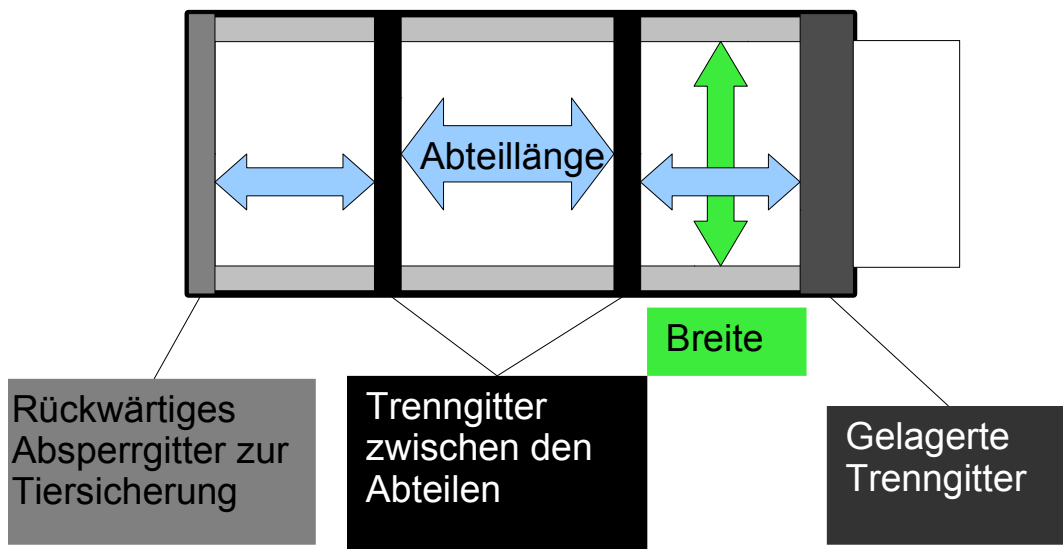 Abteillänge
Breite
Rückwärtiges
Absperrgitter zur
Tiersicherung
Trenngitter
zwischen den
Abteilen
Gelagerte
Trenngitter